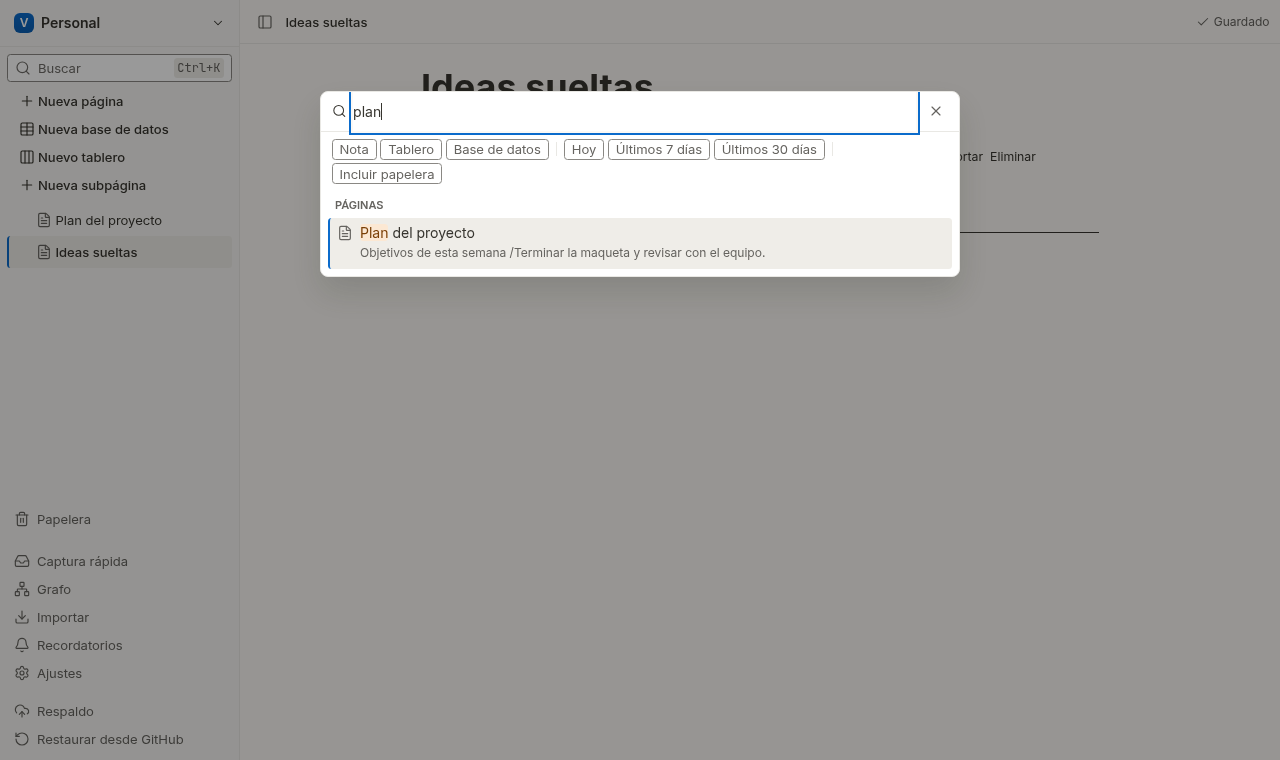 V Personal
Ideas sueltas
Guardado
Buscar Ctrl+K
Nueva página
Nueva base de datos
Nuevo tablero
Nueva subpágina
Plan del proyecto
Ideas sueltas
Papelera
Captura rápida
Grafo
Importar
Recordatorios
Ajustes
Respaldo
Restaurar desde GitHub
Ideas sueltas
Eliminar
plan
Nota Tablero Base de datos Hoy Últimos 7 días Últimos 30 días
Incluir papelera
PÁGINAS
Plan del proyecto
Objetivos de esta semana /Terminar la maqueta y revisar con el equipo.